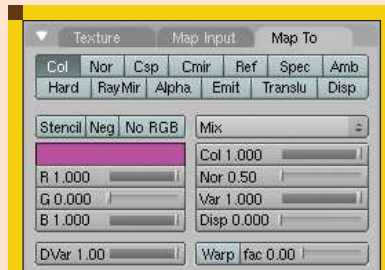 Texture Map Input Map To
Col Nor Csp Cmir Ref Spec Amb
Hard RayMir Alpha Emit Translu Disp
Stencil Neg No RGB Mix
Col 1.000
R 1.000 Nor 0.50
G 0.000 Var 1.000
B 1.000 Disp 0.000
DVar 1.00 Warp fac 0.00